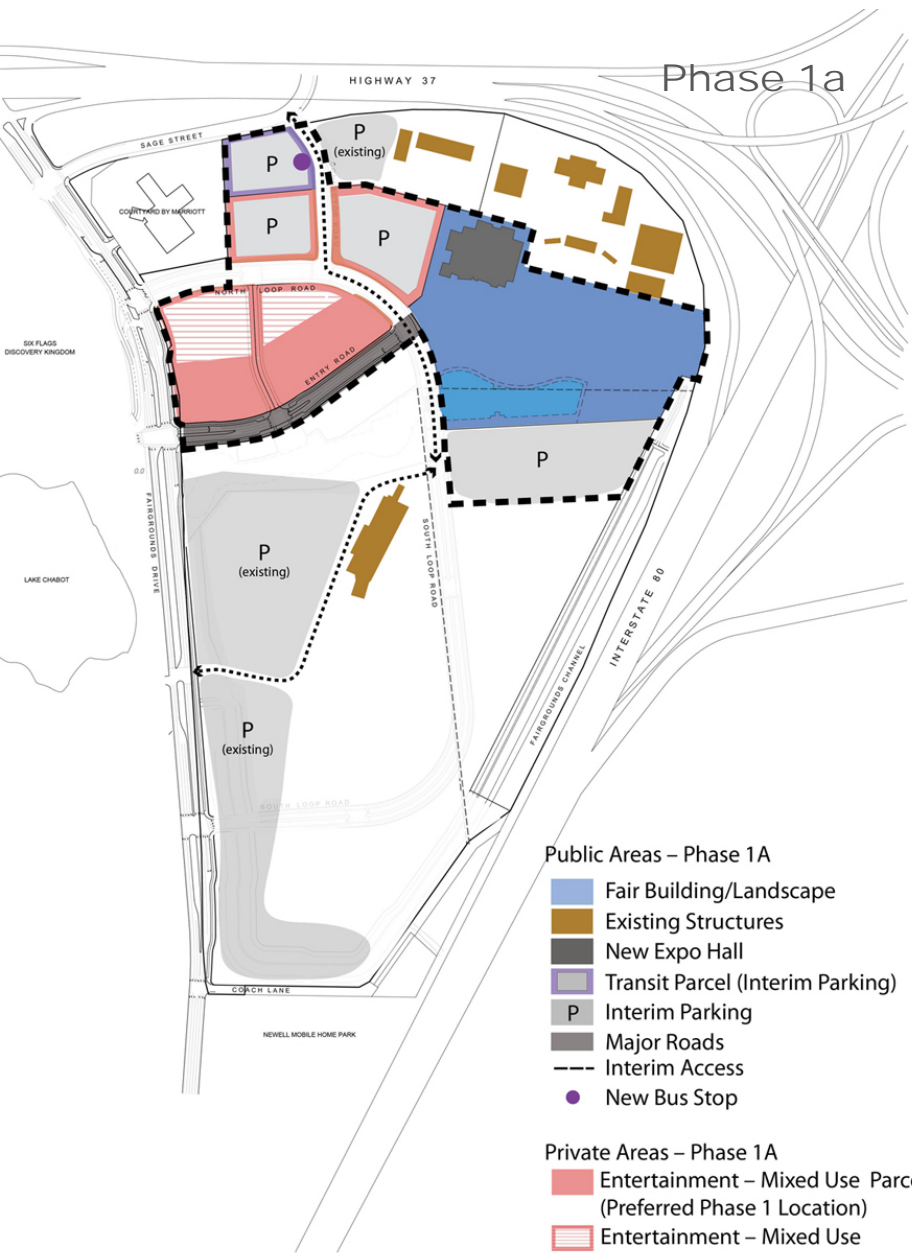 Phase 1a
HIGHWAY 37
SAGE STREET
P
(existing)
P
COURTYARD BY MARRIOTT
P
P
NORTH LOOP ROAD
SIX FLAGS
DISCOVERY KINGDOM
ENTRY ROAD
P
0.0
FAIRGROUNDS DRIVE
P
(existing)
SOUTH LOOP ROAD
LAKE CHABOT
INTERSTATE 80
FAIRGROUNDS CHANNEL
P
(existing)
SOUTH LOOP ROAD
COACH LANE
NEWELL MOBILE HOME PARK
Public Areas – Phase 1A
Fair Building/Landscape
Existing Structures
New Expo Hall
Transit Parcel (Interim Parking)
P Interim Parking
Major Roads
Interim Access
New Bus Stop
Private Areas – Phase 1A
Entertainment – Mixed Use Parc
(Preferred Phase 1 Location)
Entertainment – Mixed Use